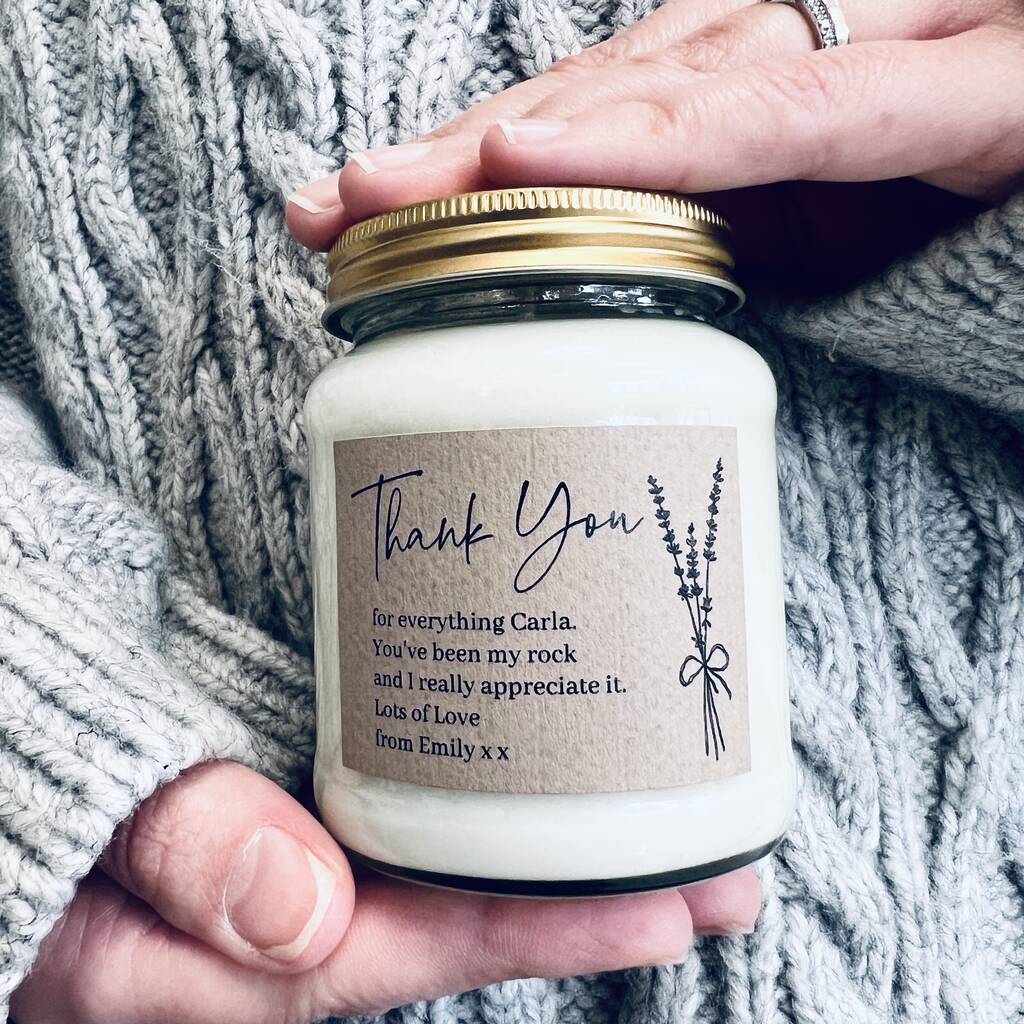 Thank You
for everything Carla.
You've been my rock
and I really appreciate it.
Lots of Love
from Emily x x